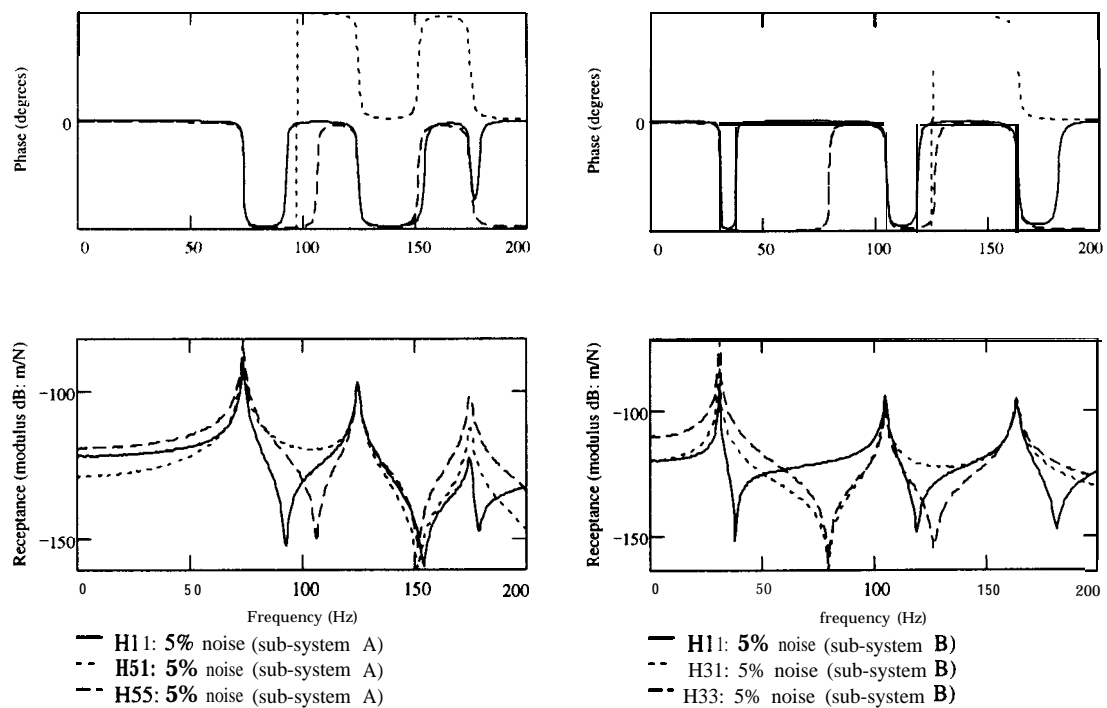 Phase (degrees)
0
0 50 100 150 200
Phase (degrees)
0
0 50 100 150 200
Receptance (modulus dB: m/N)
-100
-150
0 50 100 150 200
Frequency (Hz)
H11: 5% noise (sub-system A)
H51: 5% noise (sub-system A)
H55: 5% noise (sub-system A)
Receptance (modulus dB: m/N)
-100
-150
0 50 100 150 200
frequency (Hz)
H11: 5% noise (sub-system B)
H31: 5% noise (sub-system B)
H33: 5% noise (sub-system B)